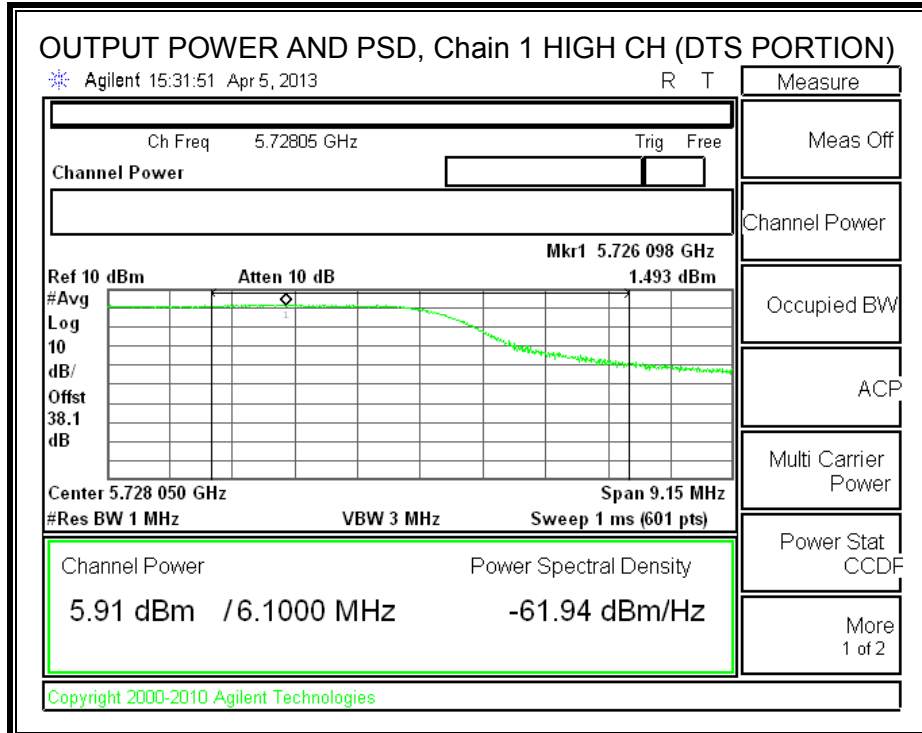 OUTPUT POWER AND PSD, Chain 1 HIGH CH (DTS PORTION)
Agilent 15:31:51 Apr 5, 2013 R T
Measure
Ch Freq 5.72805 GHz Trig Free
Channel Power
Mkr1 5.726 098 GHz
Ref 10 dBm Atten 10 dB 1.493 dBm
#Avg
Log
10
dB/
Offst
38.1
dB
1
Center 5.728 050 GHz Span 9.15 MHz
#Res BW 1 MHz VBW 3 MHz Sweep 1 ms (601 pts)
Channel Power Power Spectral Density
5.91 dBm / 6.1000 MHz -61.94 dBm/Hz
Copyright 2000-2010 Agilent Technologies
Meas Off
Channel Power
Occupied BW
ACP
Multi Carrier
Power
Power Stat
CCDF
More
1 of 2